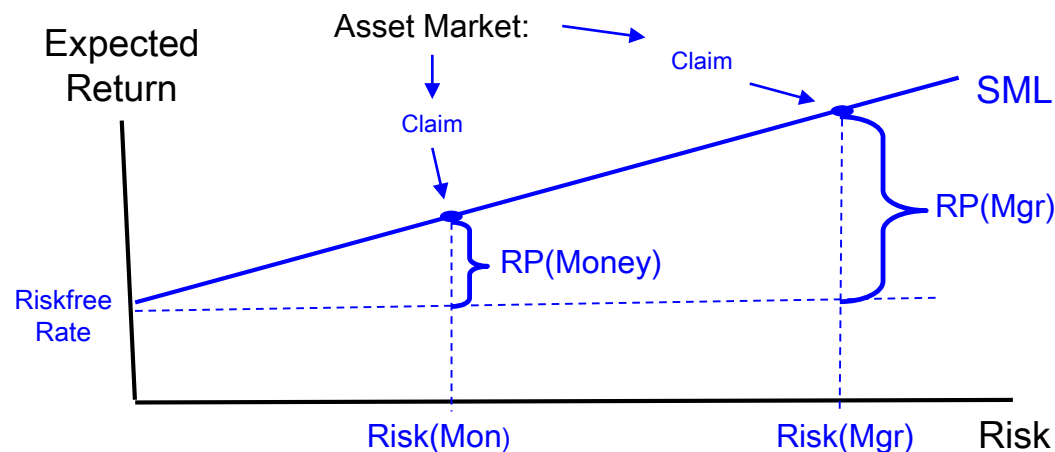 Asset Market:
Expected
Return
Claim
SML
Claim
RP(Mgr)
RP(Money)
Riskfree
Rate
Risk(Mon)
Risk(Mgr)
Risk